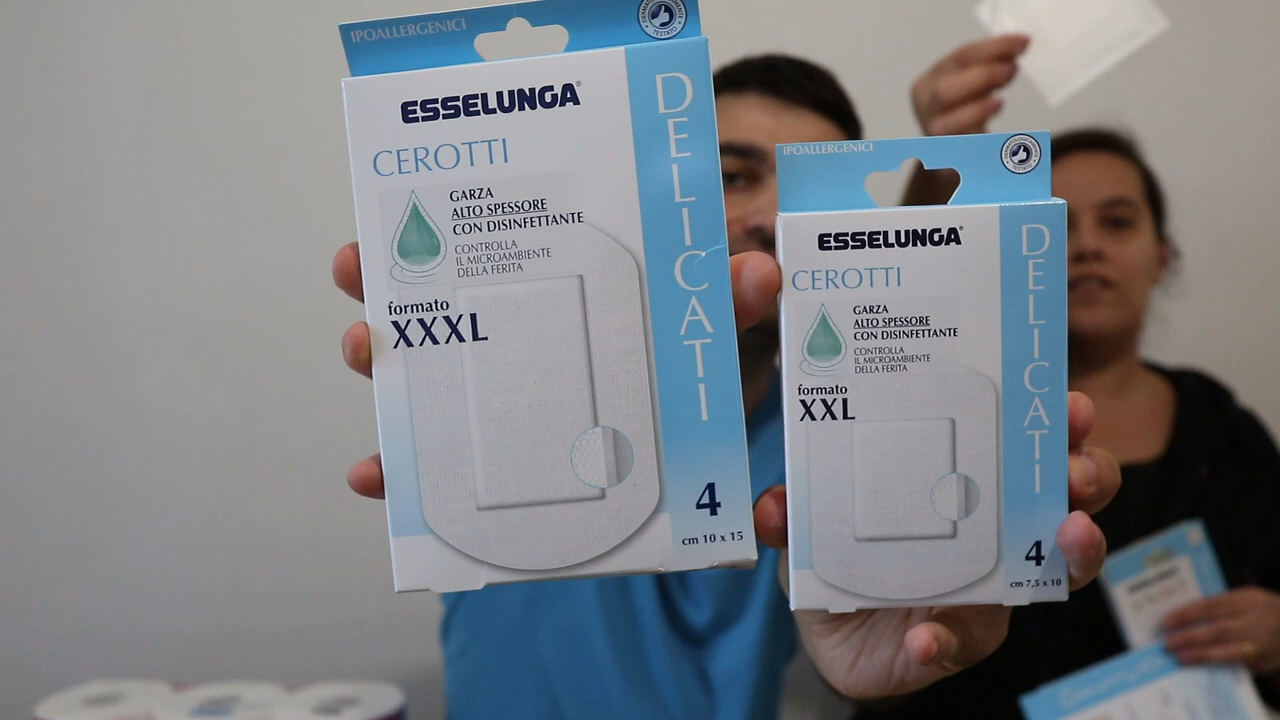 IPOALLERGENICI
TESTATO
ESSELUNGA®
CEROTTI
GARZA
ALTO SPESSORE
CON DISINFETTANTE
CONTROLLA
IL MICROAMBIENTE
DELLA FERITA
formato
XXXL
DELICATI
4
cm 10 x 15
IPOALLERGENICI
TESTATO
ESSELUNGA®
CEROTTI
GARZA
ALTO SPESSORE
CON DISINFETTANTE
CONTROLLA
IL MICROAMBIENTE
DELLA FERITA
formato
XXL
DELICATI
4
cm 7,5 x 10